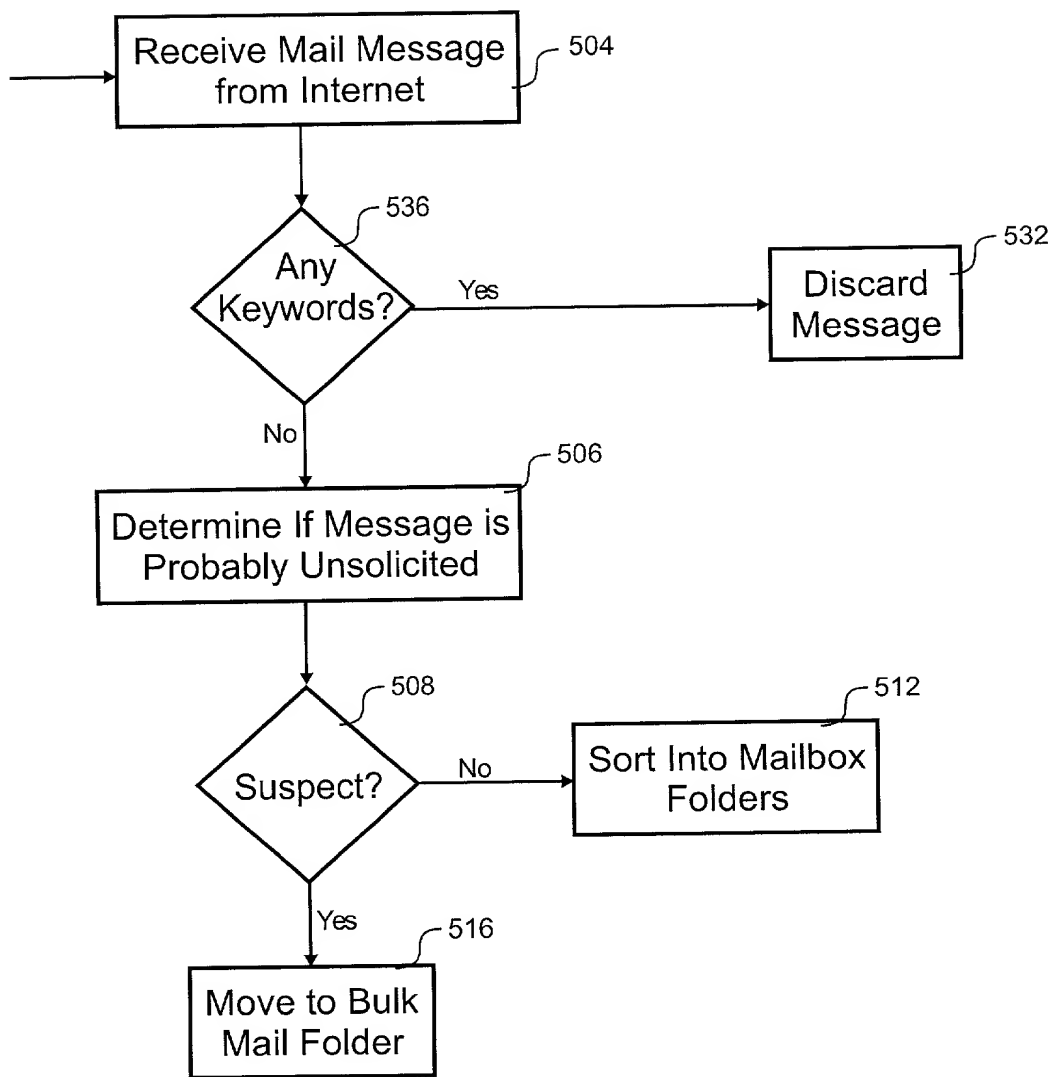 Receive Mail Message
from Internet
504
536
Any
Keywords?
Yes
532
Discard
Message
No
506
Determine If Message is
Probably Unsolicited
508
Suspect?
No
512
Sort Into Mailbox
Folders
Yes
516
Move to Bulk
Mail Folder